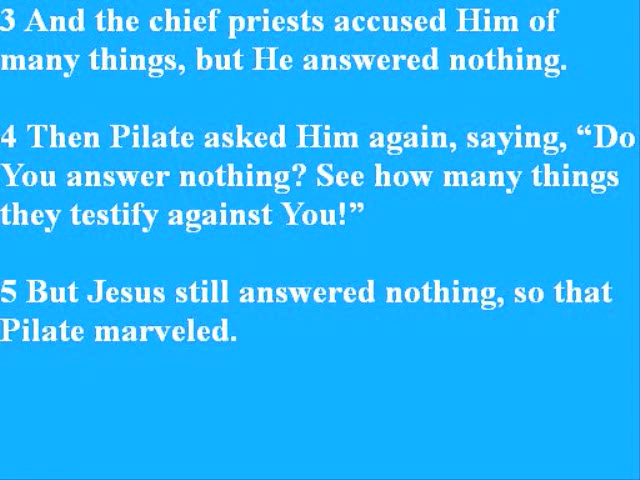 3 And the chief priests accused Him of
many things, but He answered nothing.
4 Then Pilate asked Him again, saying, “Do
You answer nothing? See how many things
they testify against You!”
5 But Jesus still answered nothing, so that
Pilate marveled.